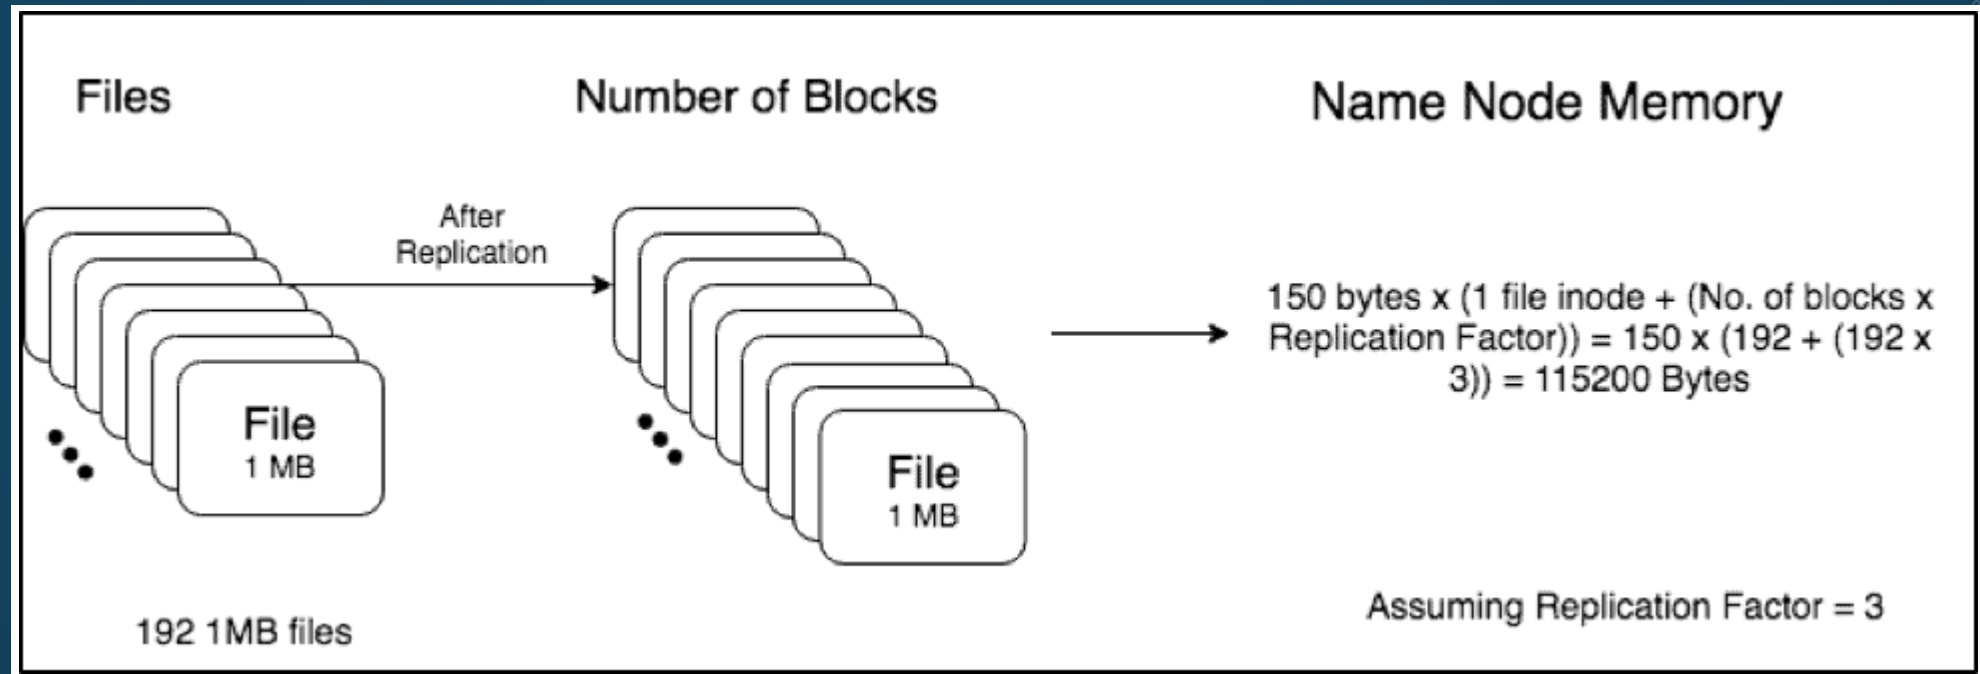 Files
Number of Blocks
Name Node Memory
After
Replication
File
1 MB
File
1 MB
150 bytes x (1 file inode + (No. of blocks x
Replication Factor)) = 150 x (192 + (192 x
3)) = 115200 Bytes
192 1MB files
Assuming Replication Factor = 3